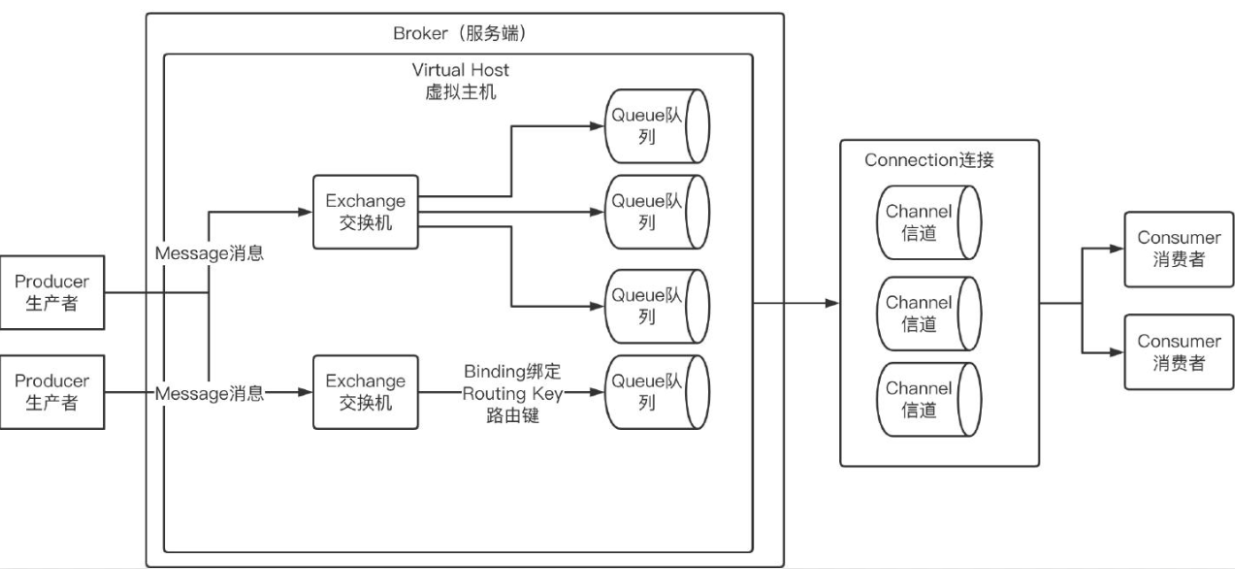 Broker（服务端）
Virtual Host
虚拟主机
Queue队
列
Exchange
交换机
Queue队
列
Message消息
Producer
生产者
Queue队
列
Producer
生产者
Message消息
Exchange
交换机
Binding绑定
Routing Key
路由键
Queue队
列
Connection连接
Channel
信道
Channel
信道
Channel
信道
Consumer
消费者
Consumer
消费者